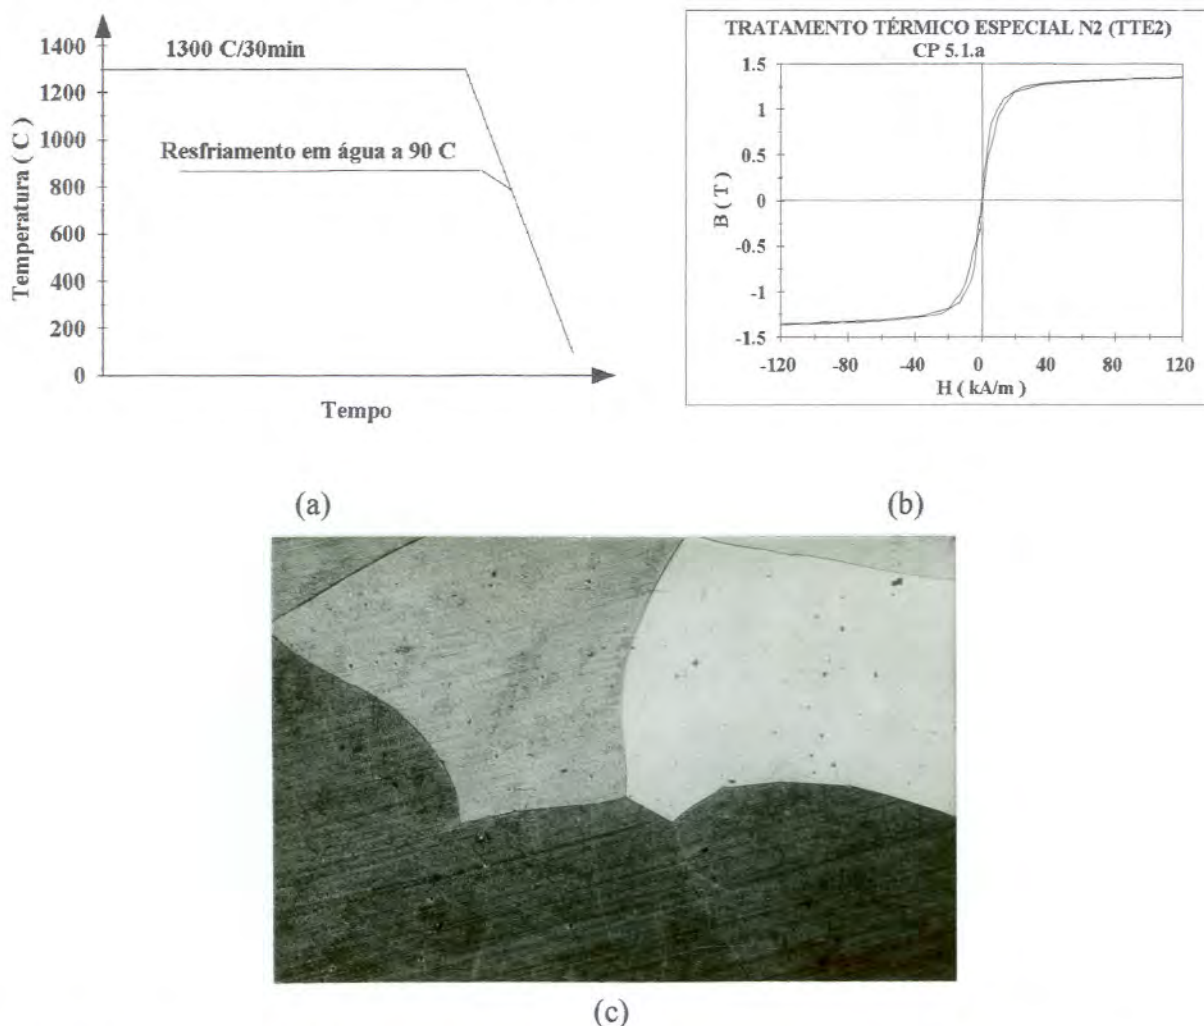 1400
1200
1000
800
600
400
200
0
Temperatura ( C )
1300 C/30min
Resfriamento em água a 90 C
Tempo
TRATAMENTO TÉRMICO ESPECIAL N2 (TTE2)
CP 5.1.a
1.5
1
0.5
0
-0.5
-1
-1.5
B ( T )
-120 -80 -40 0 40 80 120
H ( kA/m )
(a) (b)
(c)